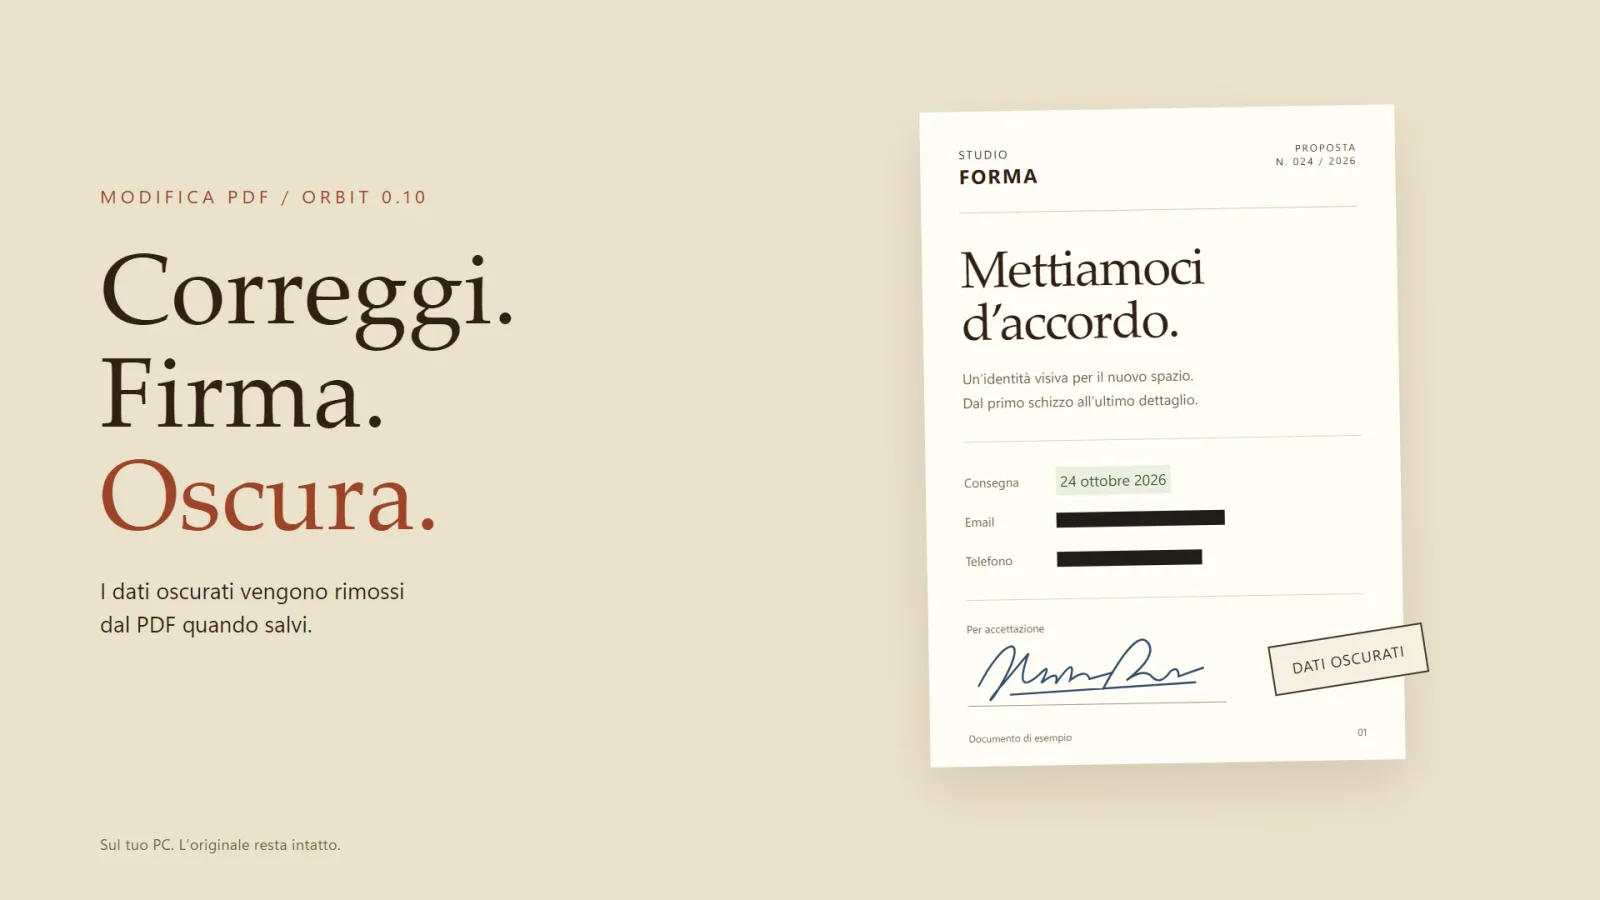 MODIFICA PDF / ORBIT 0.10
Correggi.
Firma.
Oscura.
I dati oscurati vengono rimossi
dal PDF quando salvi.
Sul tuo PC. L’originale resta intatto.
STUDIO
FORMA
PROPOSTA
N. 024 / 2026
Mettiamoci
d’accordo.
Un’identità visiva per il nuovo spazio.
Dal primo schizzo all’ultimo dettaglio.
Consegna 24 ottobre 2026
Email
Telefono
Per accettazione
DATI OSCURATI
Documento di esempio
01